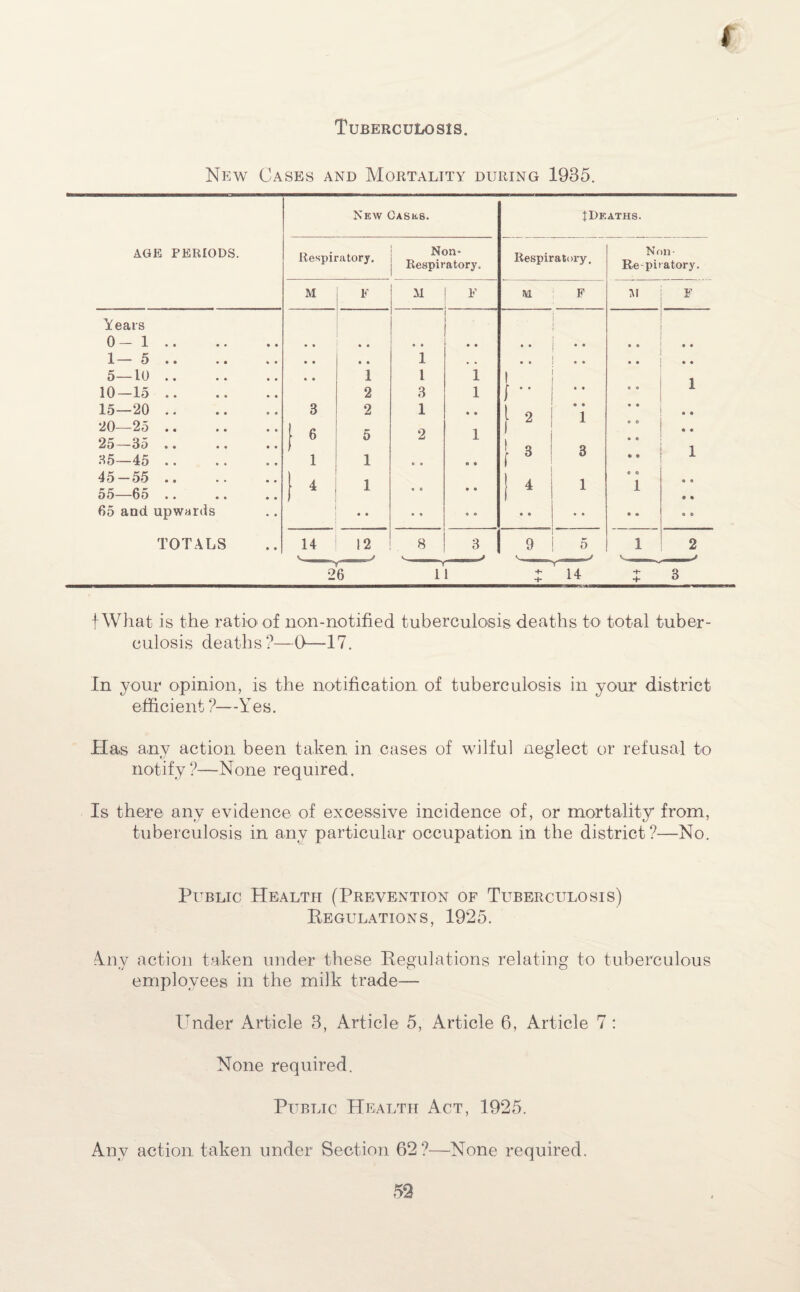 TUBERCULOSIS.
NEW CASES AND MORTALITY DURING 1935.
AGE PERIODS. NEW CASES. ‡DEATHS.
Respiratory. Non-Respiratory. Respiratory. Non-Re-piratory.
M F M F M F M F
Years
0— 1 .. .. .. .. .. .. .. .. .. .. ..
1— 5 .. .. .. .. .. 1 .. .. .. .. ..
5—10 .. .. .. .. 1 1 1 } .. .. .. 1
10—15 .. .. .. 2 3 1
15—20 .. .. .. 3 2 1 .. } 2 1 .. ..
20—25 .. .. .. } 6 5 2 1 .. ..
25—35 .. .. .. } 3 3 .. 1
35—45 .. .. .. 1 1 .. .. ..
45—55 .. .. .. } 4 1 .. .. } 4 1 .. ..
55—65 .. .. .. 1 ..
65 and upwards .. .. .. .. .. .. .. ..
TOTALS .. 14 12 8 3 9 5 1 2
26 11 ‡ 14 ‡ 3
†What is the ratio of non-notified tuberculosis deaths to total tuber-
culosis deaths?—0—17.
In your opinion, is the notification of tuberculosis in your district
efficient?—Yes.
Has any action been taken in cases of wilful neglect or refusal to
notify?—None required.
Is there any evidence of excessive incidence of, or mortality from,
tuberculosis in any particular occupation in the district?—No.
PUBLIC HEALTH (PREVENTION OF TUBERCULOSIS)
REGULATIONS, 1925.
Any action taken under these Regulations relating to tuberculous
employees in the milk trade—
Under Article 3, Article 5, Article 6, Article 7 :
None required.
PUBLIC HEALTH ACT, 1925.
Any action taken under Section 62?—None required.
52